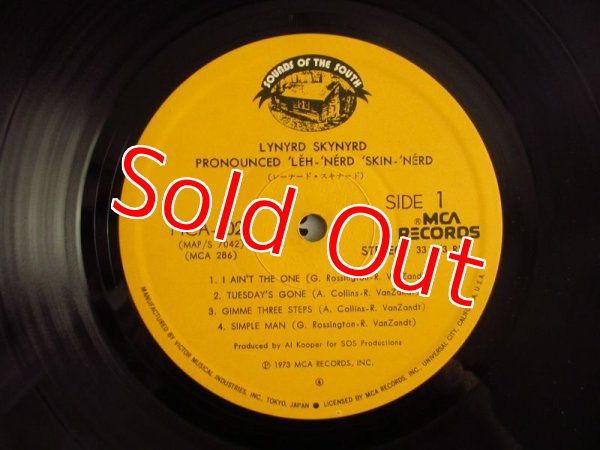 SOUNDS OF THE SOUTH
LYNYRD SKYNYRD
PRONOUNCED 'LĔH-'NÉRD 'SKIN-'NÉRD
(レーナード・スキナード)
SIDE 1
® MCA RECORDS
(MAP/S 7042)
(MCA 286)
33
1. I AIN'T THE ONE (G. Rossington-R. VanZandt)
2. TUESDAY'S GONE (A. Collins-R. VanZandt)
3. GIMME THREE STEPS (A. Collins-R. VanZandt)
4. SIMPLE MAN (G. Rossington-R. VanZandt)
Produced by Al Kooper for SOS Productions
Ⓟ 1973 MCA RECORDS, INC.
MANUFACTURED BY VICTOR MUSICAL INDUSTRIES, INC. TOKYO, JAPAN ● LICENSED BY MCA RECORDS, INC. UNIVERSAL CITY, CALIFORNIA, U.S.A.
Sold Out